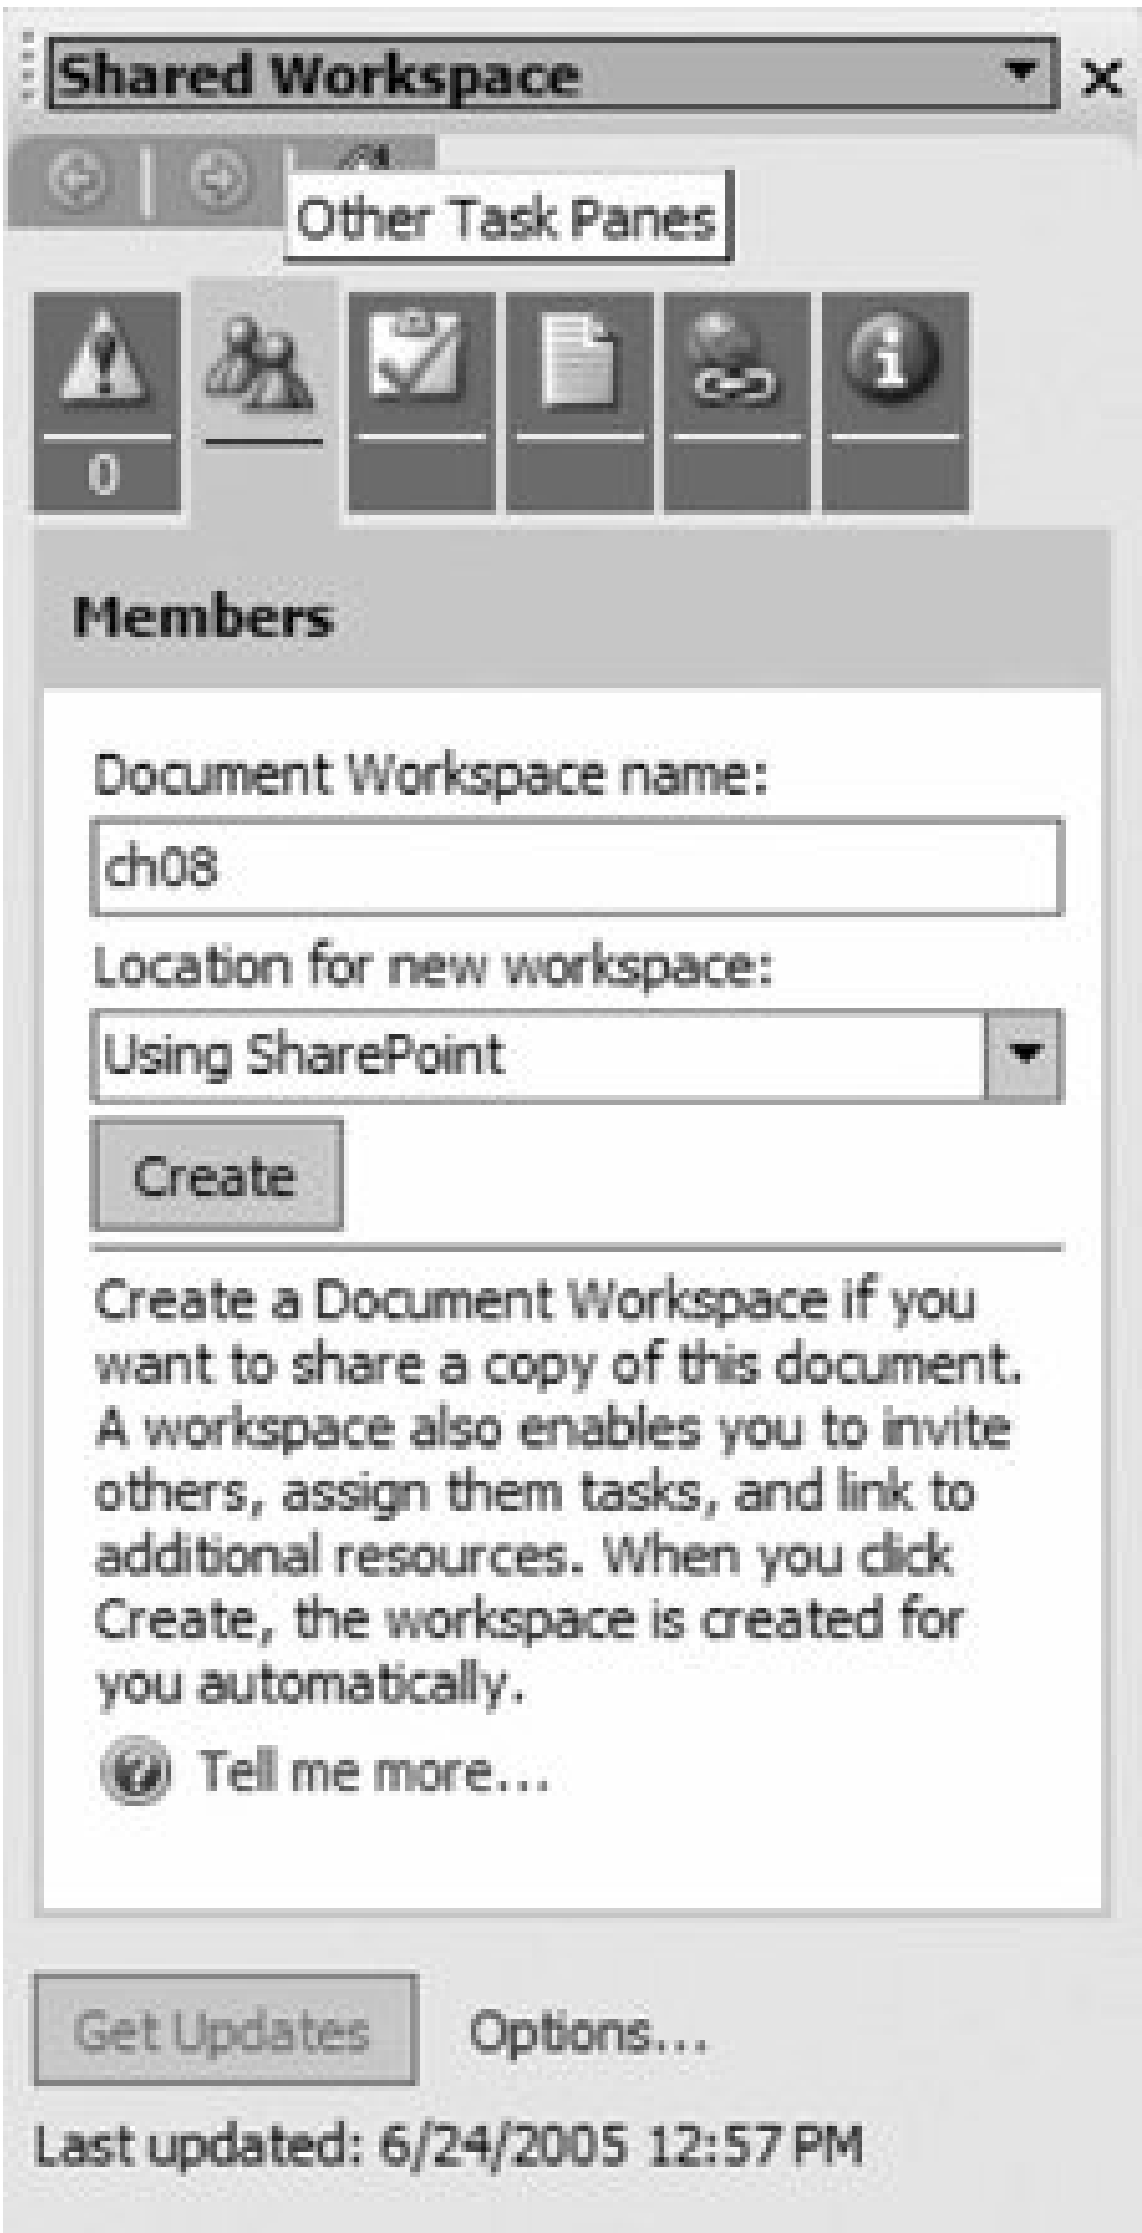 Shared Workspace
Other Task Panes
0
Members
Document Workspace name:
ch08
Location for new workspace:
Using SharePoint
Create
Create a Document Workspace if you
want to share a copy of this document.
A workspace also enables you to invite
others, assign them tasks, and link to
additional resources. When you click
Create, the workspace is created for
you automatically.
Tell me more...
Get Updates Options...
Last updated: 6/24/2005 12:57 PM